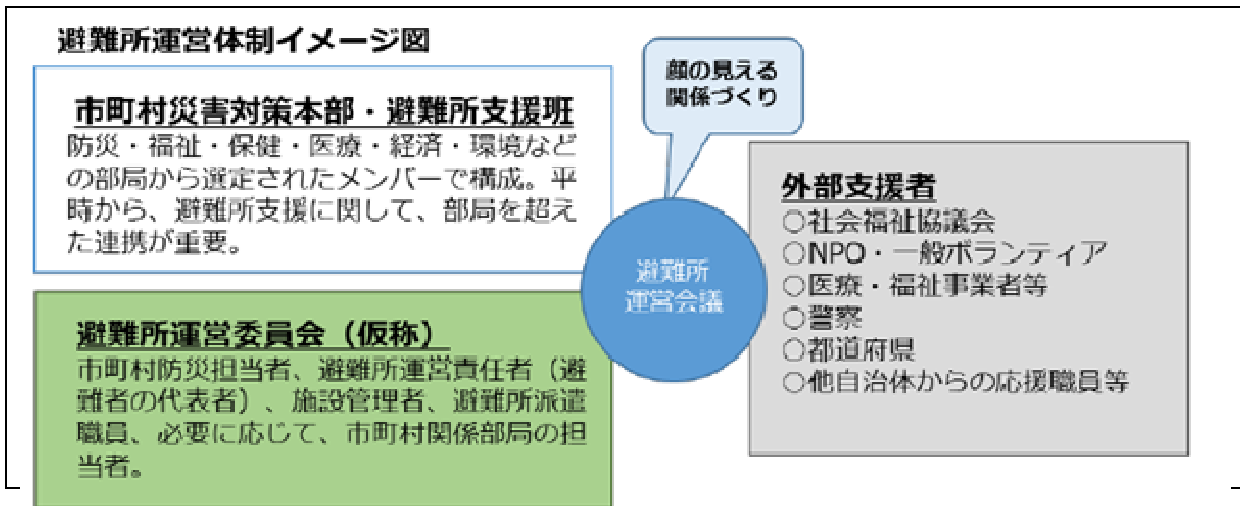 避難所運営体制イメージ図
市町村災害対策本部・避難所支援班
防災・福祉・保健・医療・経済・環境など
の部局から選定されたメンバーで構成。平
時から、避難所支援に関して、部局を超え
た連携が重要。
避難所運営委員会（仮称）
市町村防災担当者、避難所運営責任者（避
難者の代表者）、施設管理者、避難所派遣
職員、必要に応じて、市町村関係部局の担
当者。
顔の見える
関係づくり
避難所
運営会議
外部支援者
○社会福祉協議会
○NPO・一般ボランティア
○医療・福祉事業者等
○警察
○都道府県
○他自治体からの応援職員等